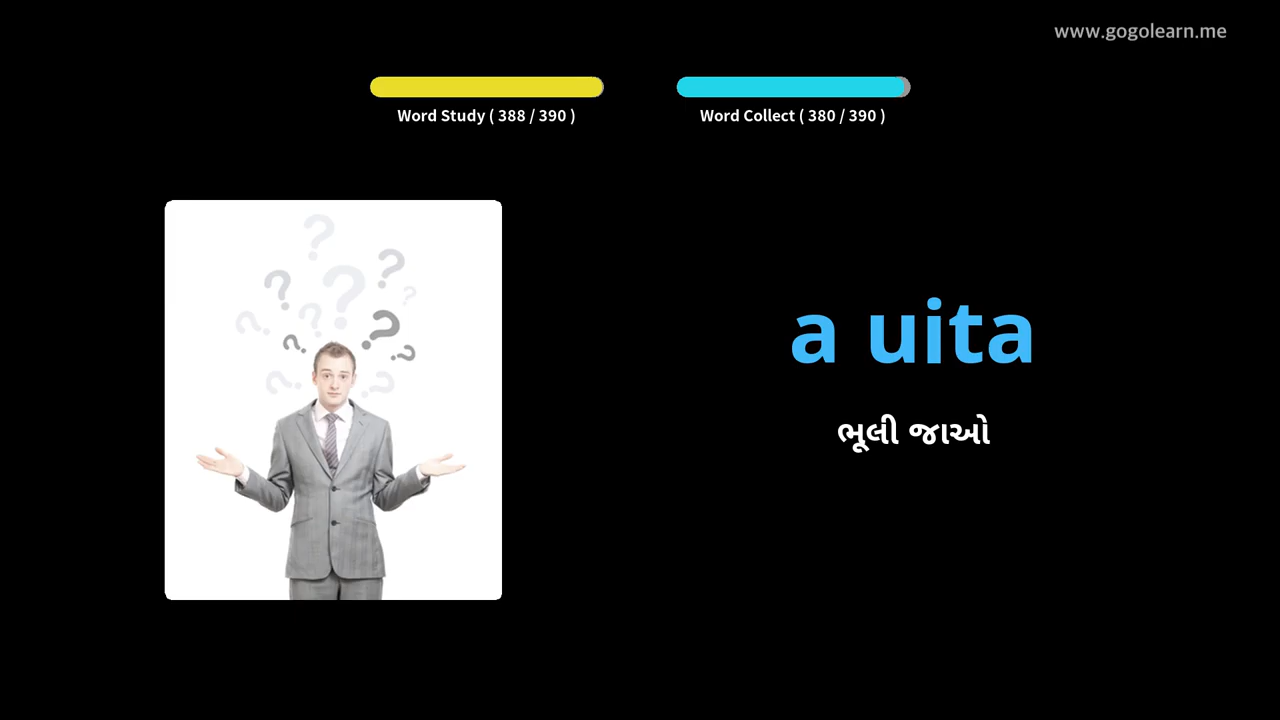 www.gogolearn.me
Word Study ( 388 / 390 )
Word Collect ( 380 / 390 )
a uita
ભૂલી જાઓ